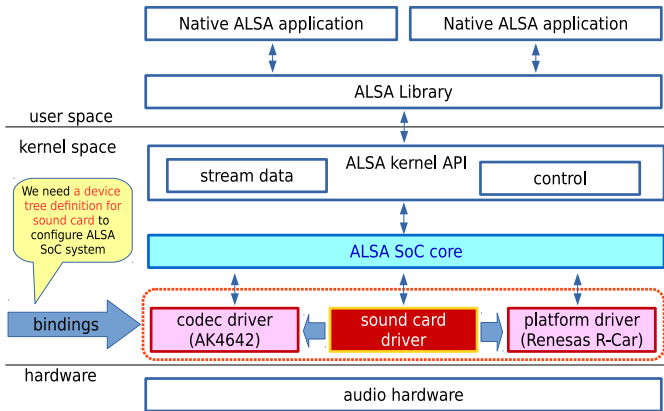 Native ALSA application
Native ALSA application
ALSA Library
user space
kernel space
ALSA kernel API
stream data
control
We need a device
tree definition for
sound card to
configure ALSA
SoC system
ALSA SoC core
bindings
codec driver
(AK4642)
sound card
driver
platform driver
(Renesas R-Car)
hardware
audio hardware